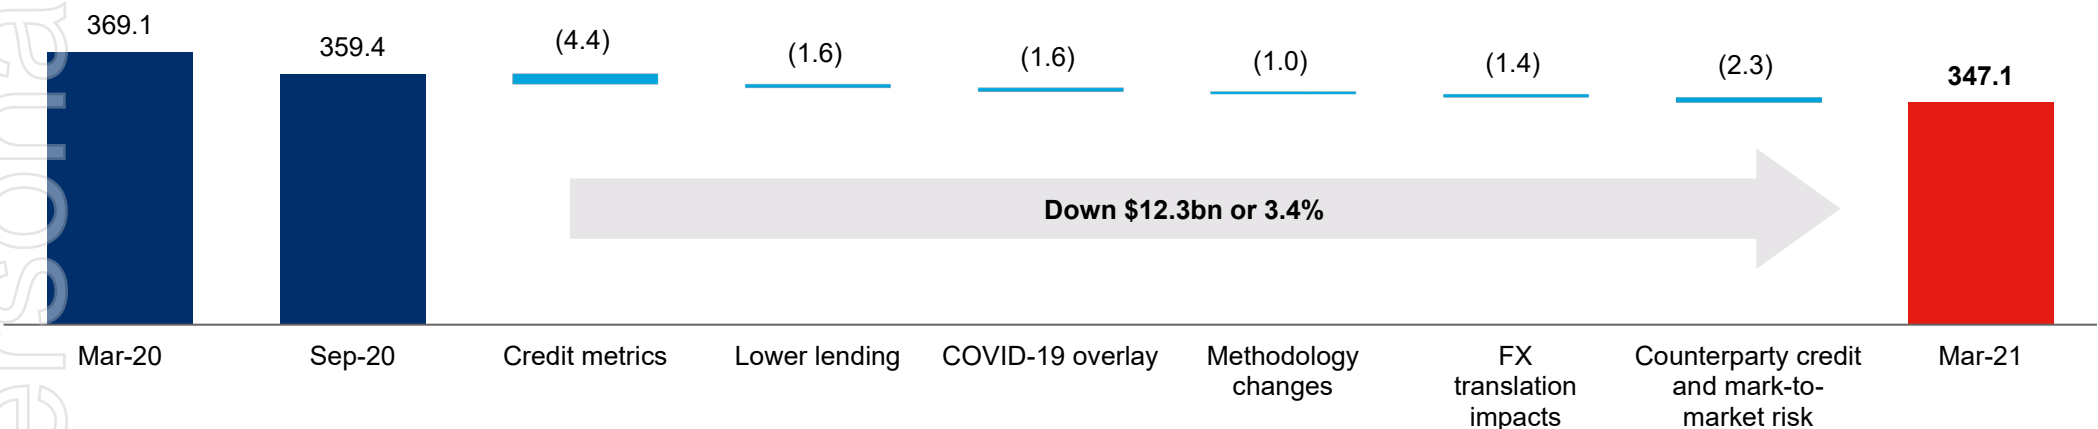 369.1
359.4
(4.4)
(1.6)
(1.6)
(1.0)
(1.4)
(2.3)
347.1
Down $12.3bn or 3.4%
Mar-20
Sep-20
Credit metrics
Lower lending
COVID-19 overlay
Methodology
changes
FX
translation
impacts
Counterparty credit
and mark-to-
market risk
Mar-21